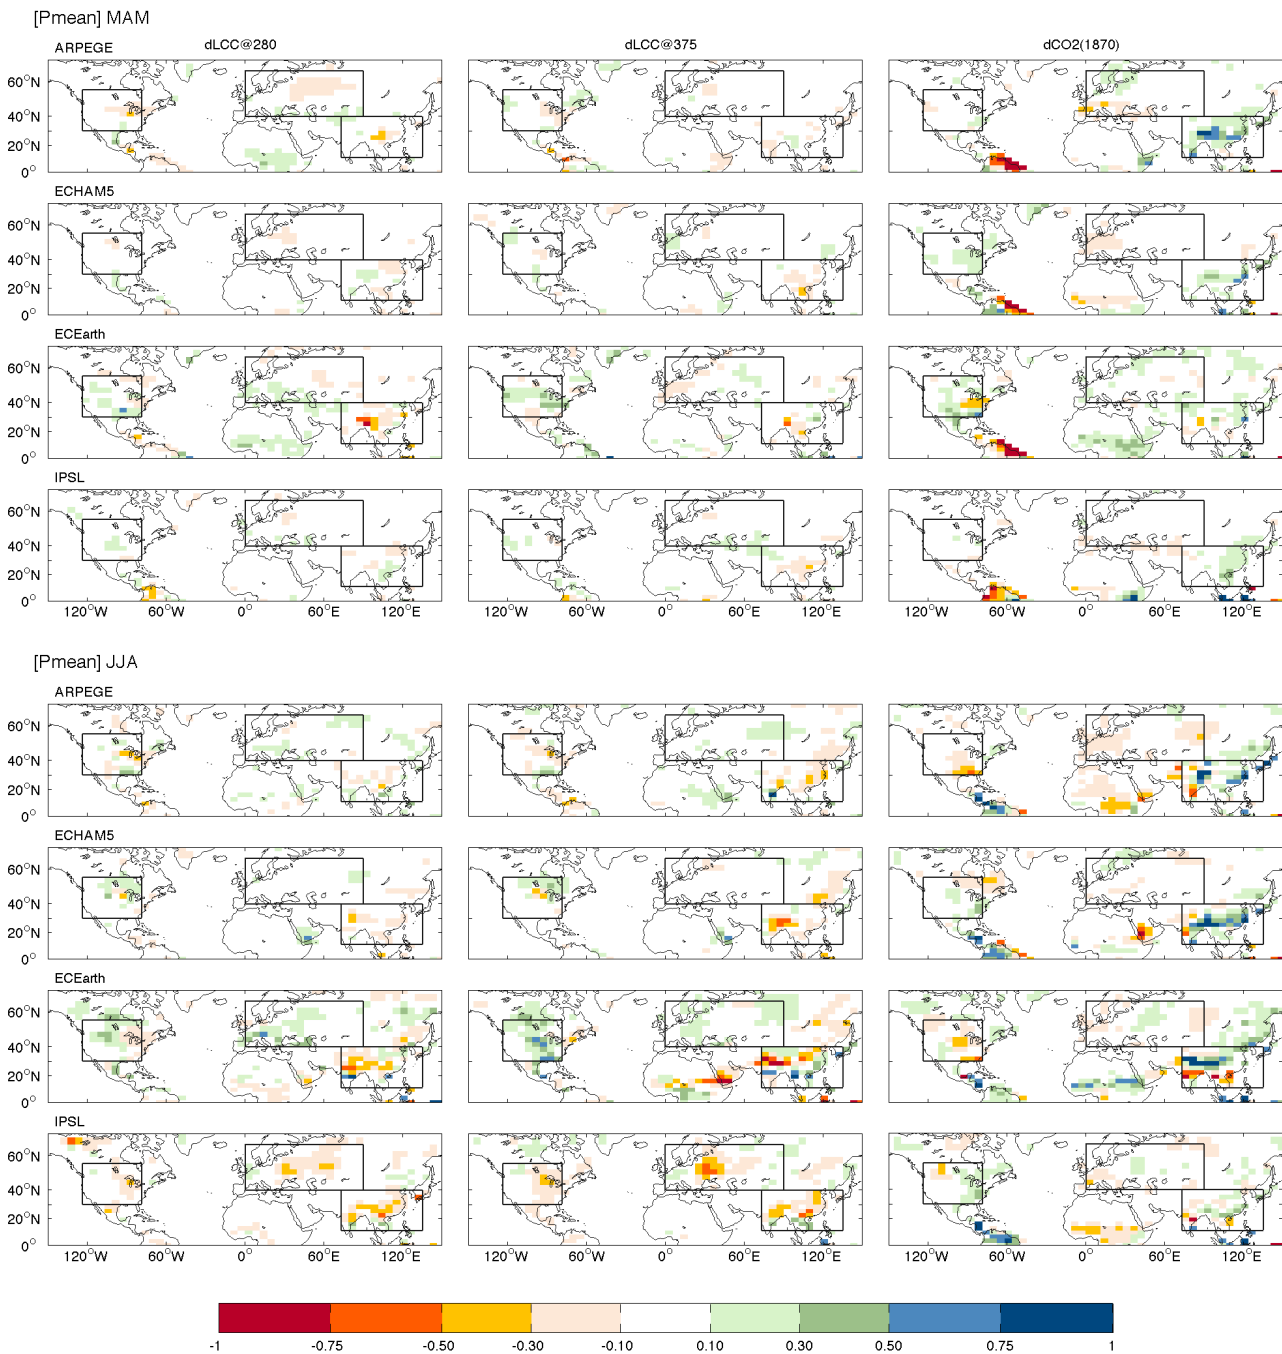 [Pmean] MAM
ARPEGE dLCC@280 dLCC@375 dCO2(1870)
60°N
40°N
20°N
0°
ECHAM5
60°N
40°N
20°N
0°
ECEarth
60°N
40°N
20°N
0°
IPSL
60°N
40°N
20°N
0°
120°W 60°W 0° 60°E 120°E 120°W 60°W 0° 60°E 120°E 120°W 60°W 0° 60°E 120°E
[Pmean] JJA
ARPEGE
60°N
40°N
20°N
0°
ECHAM5
60°N
40°N
20°N
0°
ECEarth
60°N
40°N
20°N
0°
IPSL
60°N
40°N
20°N
0°
120°W 60°W 0° 60°E 120°E 120°W 60°W 0° 60°E 120°E 120°W 60°W 0° 60°E 120°E
-1 -0.75 -0.50 -0.30 -0.10 0.10 0.30 0.50 0.75 1